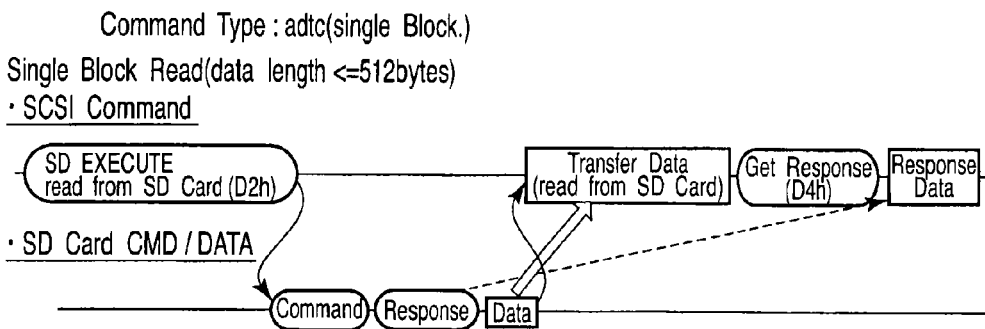 Command Type : adtc(single Block.)
Single Block Read(data length <=512bytes)
· SCSI Command
SD EXECUTE
read from SD Card (D2h)
Transfer Data
(read from SD Card)
Get Response
(D4h)
Response
Data
· SD Card CMD / DATA
Command
Response
Data